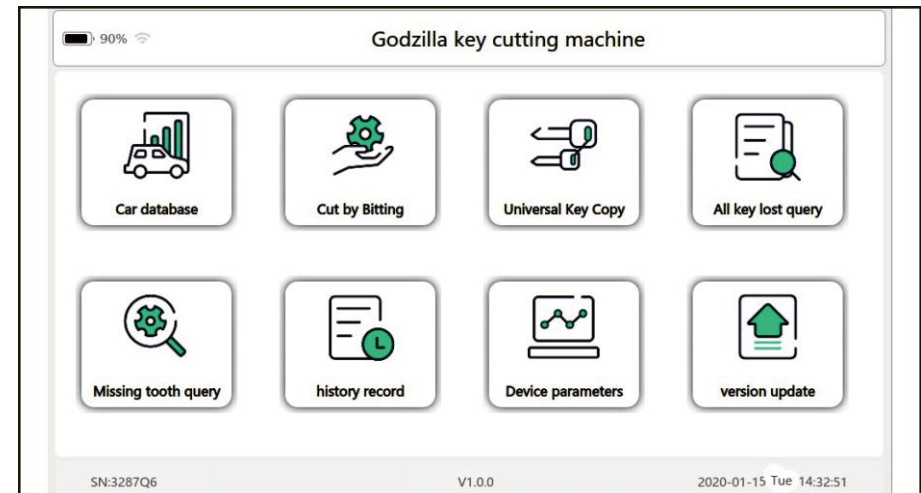 90% Godzilla key cutting machine
Car database Cut by Bitting Universal Key Copy All key lost query
Missing tooth query history record Device parameters version update
SN:3287Q6 V1.0.0 2020-01-15 Tue 14:32:51